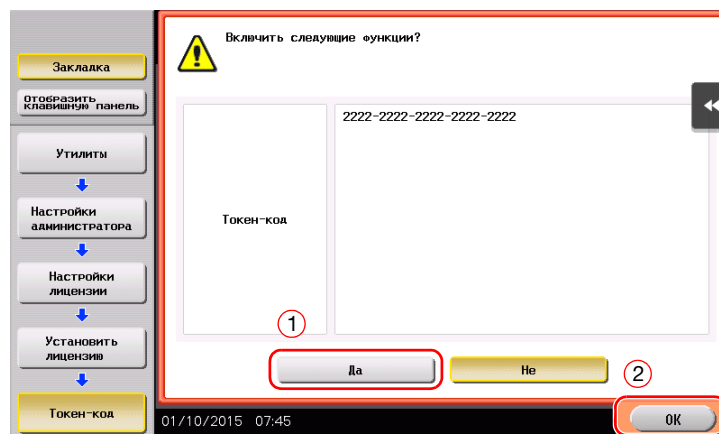 Включить следующие функции?
Закладка
Отобразить
клавишную панель
2222-2222-2222-2222-2222
Утилиты
Настройки
администратора
Токен-код
Настройки
лицензии
1
Установить
лицензию
Да
Не
2
Токен-код
01/10/2015 07:45
OK